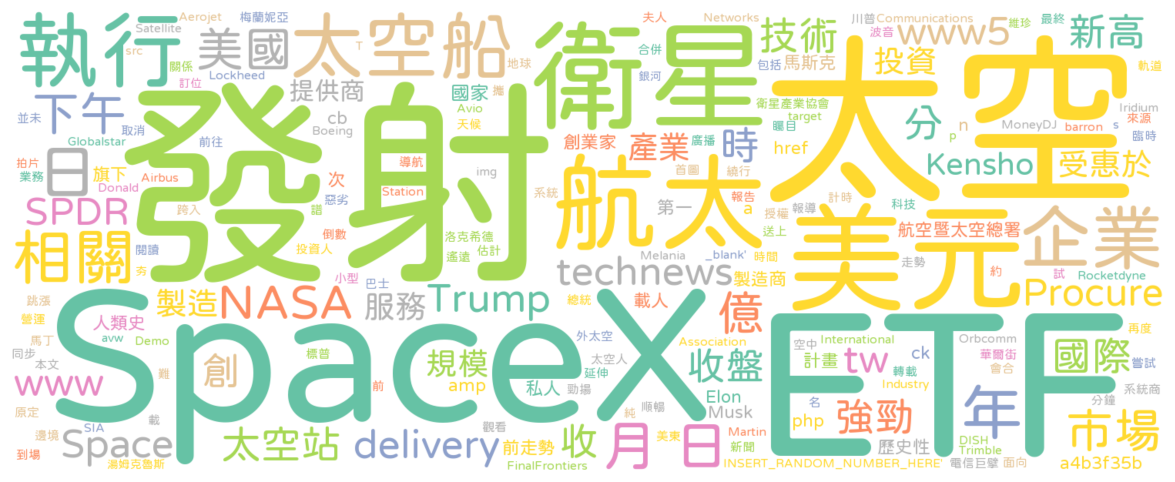 執行
Satellite
Aerojet
梅蘭妮亞
夫人
Networks
川普
Communications
維珍
最終
src
美國
太空船
T
合併
衛星
技術
波音
www5
新高
關係
訂位
Lockheed
地球
銀河
包括
馬斯克
投資
太空
軌道
下午
提供商
國家
攜
衛星產業協會
target
Iridium
並未
取消
cb
Boeing
Avio
天候
創業家
廣播
矚目
分
n
MoneyDJ
barron
s
來源
Globalstar
前往
發射
產業
時
href
p
臨時
拍片
業務
日
旗下
Airbus
次
導航
img
航太
首圖
繞行
計時
Kensho
受惠於
Donald
惡劣
Station
系統
報告
a
科技
SPDR
跨入
錯
第一
授權
報導
航空暨太空總署
企業
倒數
洛克希德
送上
相關
閱讀
投資人
遙遠
估計
Melania
_blank'
時間
走勢
美元
約
試
Rocketdyne
夯
小型
technews
製造商
Procure
跳漲
製造
NASA
巴士
服務
Trump
總統
載人
億
營運
人類史
馬丁
avw
Demo
SpaceX
外太空
International
Orbcomm
ETF
再度
同步
本文
標普
規模
太空人
Association
空中
計畫
華爾街
國際
嘗試
www
難
創
amp
延伸
收盤
tw
ck
轉載
會合
私人
勁揚
Industry
系統商
原定
載
前
Elon
名
分鐘
邊境
SIA
觀看
純
順暢
Musk
php
強勁
年
市場
Space
太空站
delivery
收
月
日
美東
Martin
歷史性
DISH
Trimble
到場
湯姆克魯斯
前走勢
FinalFrontiers
新聞
INSERT_RANDOM_NUMBER_HERE'
電信巨擘
面向
a4b3f35b